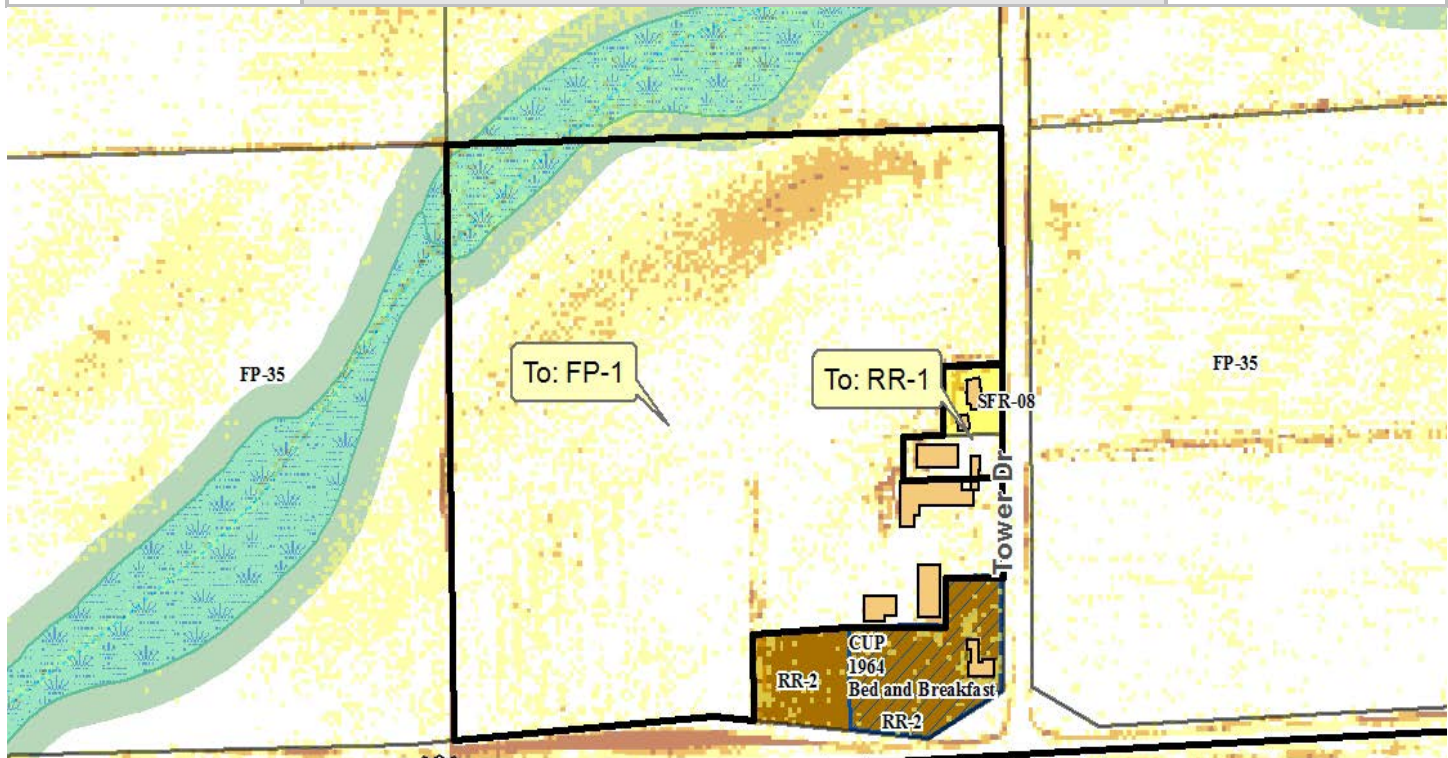 FP-35
To: FP-1
To: RR-1
FP-35
SFR-08
Tower Dr
CUP
1964
Bed and Breakfast
RR-2
RR-2